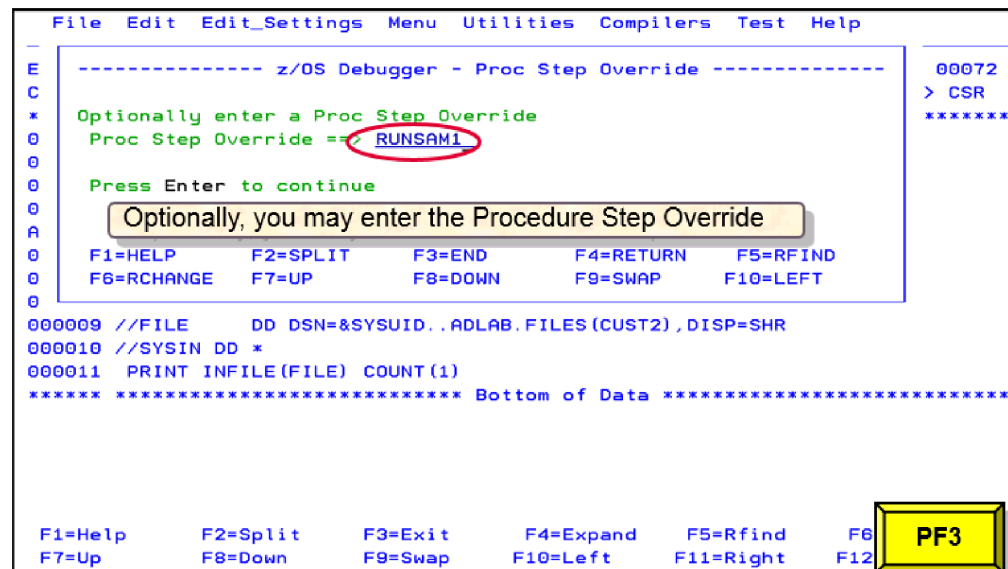 File Edit Edit_Settings Menu Utilities Compilers Test Help
E --------------- z/OS Debugger - Proc Step Override --------------- 00072
C > CSR
* Optionally enter a Proc Step Override *******
0 Proc Step Override ==> RUNSAM1_
0
0 Press Enter to continue
0 Optionally, you may enter the Procedure Step Override
A
0 F1=HELP F2=SPLIT F3=END F4=RETURN F5=RFIND
0 F6=RCHANGE F7=UP F8=DOWN F9=SWAP F10=LEFT
0
000009 //FILE DD DSN=&SYSUID..ADLAB.FILES(CUST2),DISP=SHR
000010 //SYSIN DD *
000011 PRINT INFILE(FILE) COUNT(1)
****** **************************** Bottom of Data ****************************
F1=Help F2=Split F3=Exit F4=Expand F5=Rfind F6
F7=Up F8=Down F9=Swap F10=Left F11=Right F12
PF3